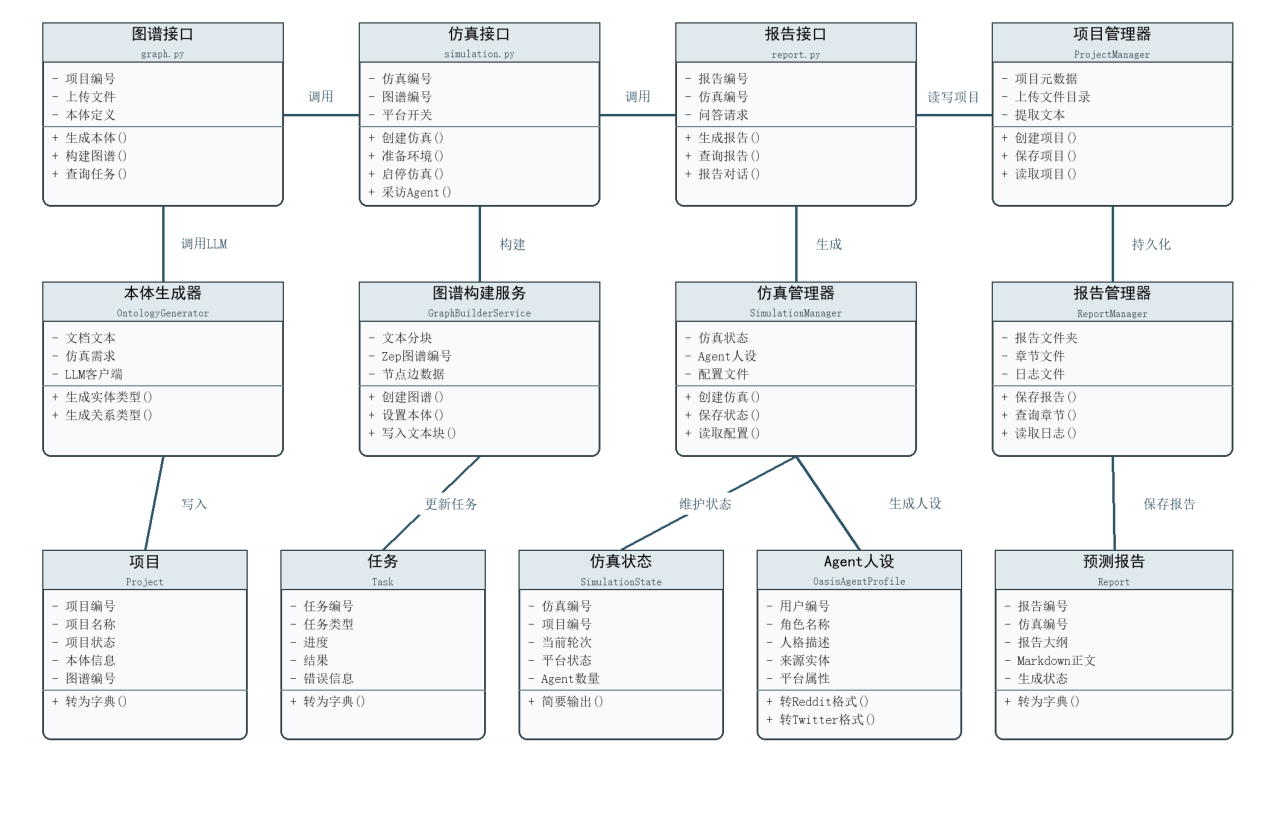 图谱接口
graph.py
- 项目编号
- 上传文件
- 本体定义
+ 生成本体()
+ 构建图谱()
+ 查询任务()
调用
仿真接口
simulation.py
- 仿真编号
- 图谱编号
- 平台开关
+ 创建仿真()
+ 准备环境()
+ 启停仿真()
+ 采访Agent()
调用
报告接口
report.py
- 报告编号
- 仿真编号
- 问答请求
+ 生成报告()
+ 查询报告()
+ 报告对话()
读写项目
项目管理器
ProjectManager
- 项目元数据
- 上传文件目录
- 提取文本
+ 创建项目()
+ 保存项目()
+ 读取项目()
调用LLM
构建
生成
持久化
本体生成器
OntologyGenerator
- 文档文本
- 仿真需求
- LLM客户端
+ 生成实体类型()
+ 生成关系类型()
图谱构建服务
GraphBuilderService
- 文本分块
- Zep图谱编号
- 节点边数据
+ 创建图谱()
+ 设置本体()
+ 写入文本块()
仿真管理器
SimulationManager
- 仿真状态
- Agent人设
- 配置文件
+ 创建仿真()
+ 保存状态()
+ 读取配置()
报告管理器
ReportManager
- 报告文件夹
- 章节文件
- 日志文件
+ 保存报告()
+ 查询章节()
+ 读取日志()
写入
更新任务
维护状态
生成人设
保存报告
项目
Project
- 项目编号
- 项目名称
- 项目状态
- 本体信息
- 图谱编号
+ 转为字典()
任务
Task
- 任务编号
- 任务类型
- 进度
- 结果
- 错误信息
+ 转为字典()
仿真状态
SimulationState
- 仿真编号
- 项目编号
- 当前轮次
- 平台状态
- Agent数量
+ 简要输出()
Agent人设
OasisAgentProfile
- 用户编号
- 角色名称
- 人格描述
- 来源实体
- 平台属性
+ 转Reddit格式()
+ 转Twitter格式()
预测报告
Report
- 报告编号
- 仿真编号
- 报告大纲
- Markdown正文
- 生成状态
+ 转为字典()